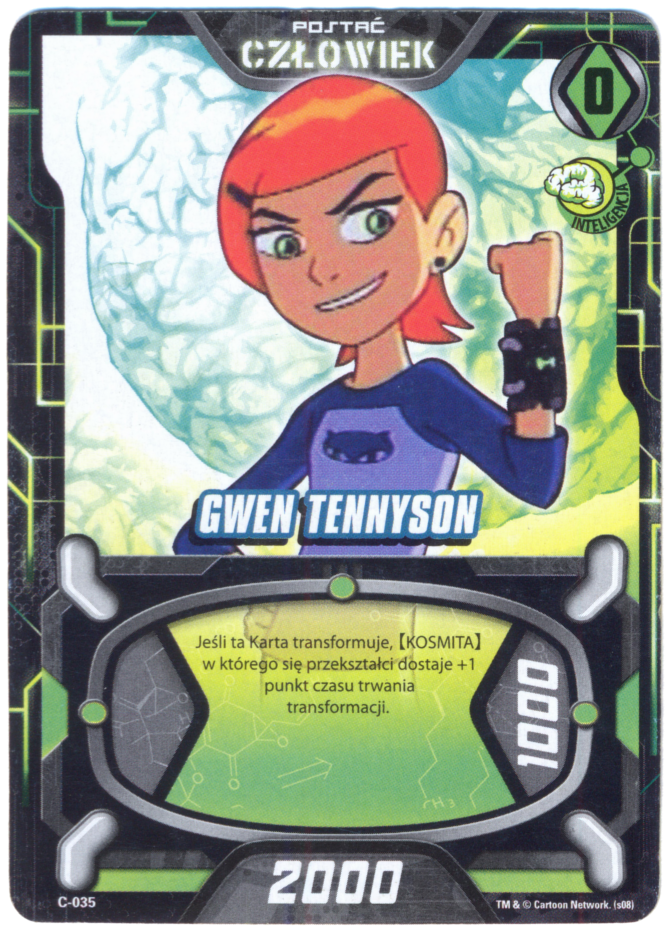 POSTAĆ
CZŁOWIEK
0
INTELIGENCJA
GWEN TENNYSON
Jeśli ta Karta transformuje, 【KOSMITA】
w którego się przekształci dostaje +1
punkt czasu trwania
transformacji.
1000
CH3
2000
C-035
TM & © Cartoon Network. (s08)